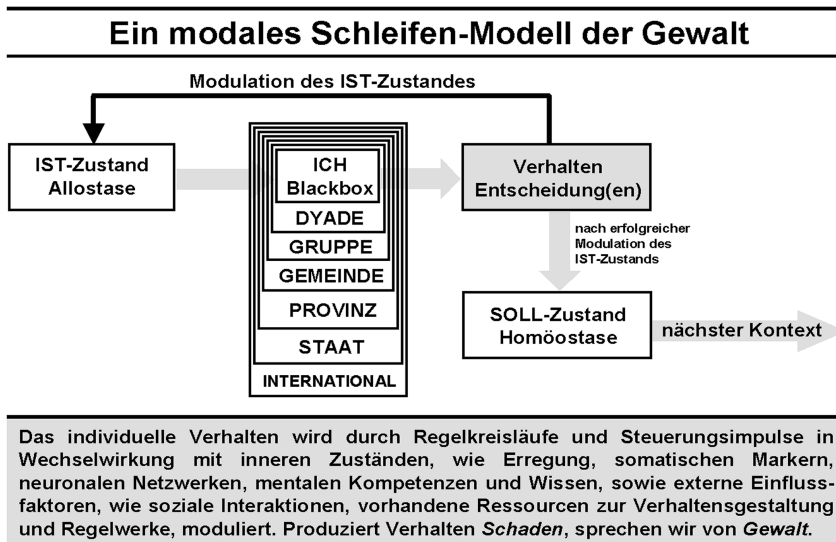 Ein modales Schleifen-Modell der Gewalt
Modulation des IST-Zustandes
IST-Zustand
Allostase
ICH
Blackbox
DYADE
GRUPPE
GEMEINDE
PROVINZ
STAAT
INTERNATIONAL
Verhalten
Entscheidung(en)
nach erfolgreicher
Modulation des
IST-Zustands
SOLL-Zustand
Homöostase
nächster Kontext
Das individuelle Verhalten wird durch Regelkreisläufe und Steuerungsimpulse in
Wechselwirkung mit inneren Zuständen, wie Erregung, somatischen Markern,
neuronalen Netzwerken, mentalen Kompetenzen und Wissen, sowie externe Einfluss-
faktoren, wie soziale Interaktionen, vorhandene Ressourcen zur Verhaltensgestaltung
und Regelwerke, moduliert. Produziert Verhalten Schaden, sprechen wir von Gewalt.